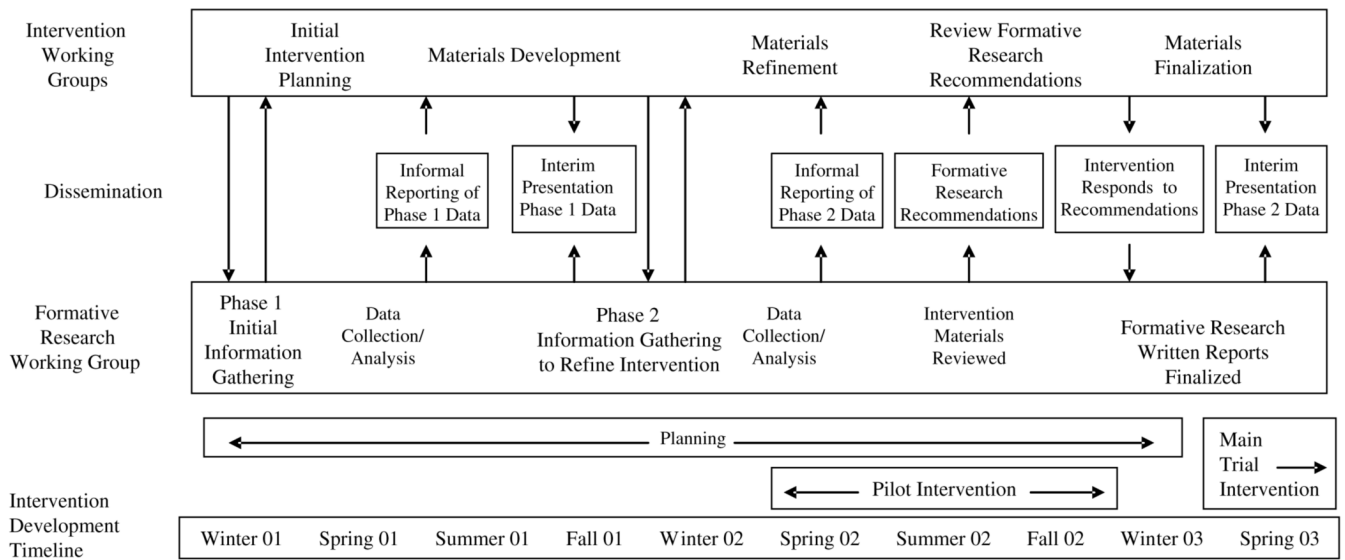 Intervention
Working
Groups
Initial
Intervention
Planning
Materials Development
Materials
Refinement
Review Formative
Research
Recommendations
Materials
Finalization
Dissemination
Informal
Reporting of
Phase 1 Data
Interim
Presentation
Phase 1 Data
Informal
Reporting of
Phase 2 Data
Formative
Research
Recommendations
Intervention
Responds to
Recommendations
Interim
Presentation
Phase 2 Data
Formative
Research
Working Group
Phase 1
Initial
Information
Gathering
Data
Collection/
Analysis
Phase 2
Information Gathering
to Refine Intervention
Data
Collection/
Analysis
Intervention
Materials
Reviewed
Formative Research
Written Reports
Finalized
Planning
Main
Trial
Intervention
Pilot Intervention
Intervention
Development
Timeline
Winter 01 Spring 01 Summer 01 Fall 01 Winter 02 Spring 02 Summer 02 Fall 02 Winter 03 Spring 03